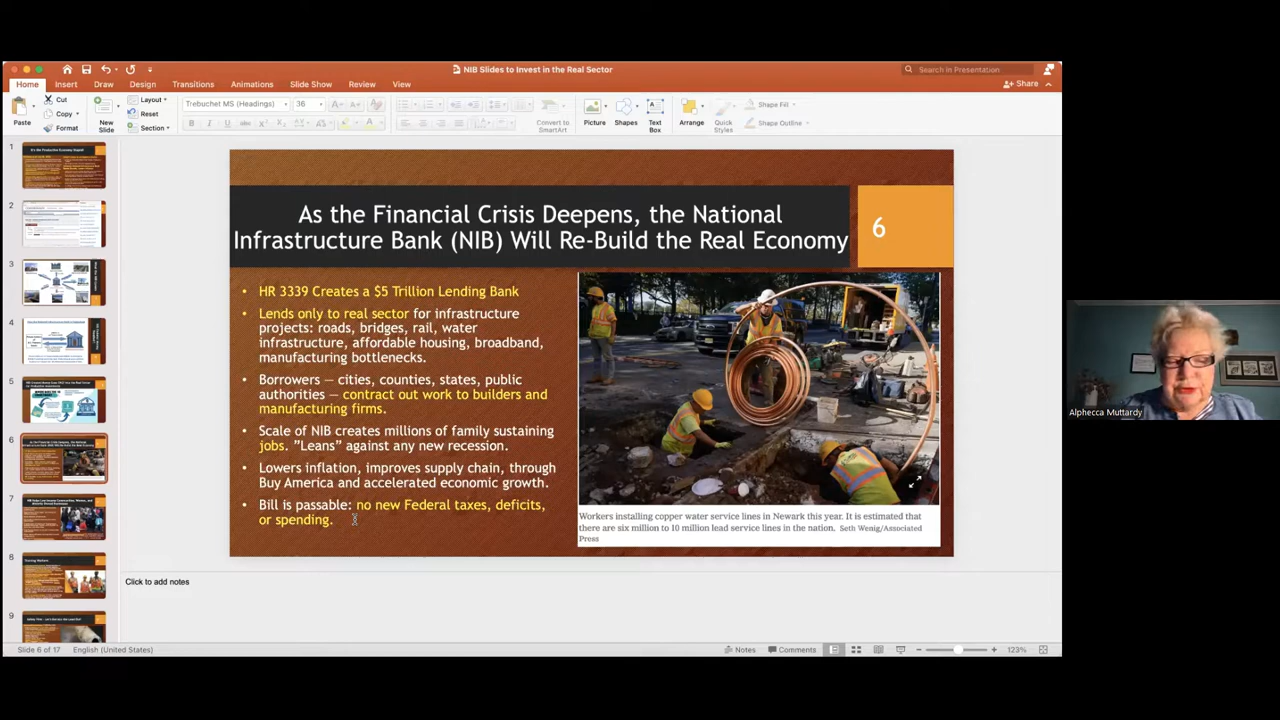 NIB Slides to Invest in the Real Sector
Search in Presentation
Home Insert Draw Design Transitions Animations Slide Show Review View
Share
Paste
Cut
Copy
Format
New
Slide
Layout
Reset
Section
Trebuchet MS (Headings)
36
Convert to
SmartArt
Picture
Shapes
Text
Box
Arrange
Quick
Styles
Shape Fill
Shape Outline
1
2
3
4
5
6
7
8
9
As the Financial Crisis Deepens, the National
Infrastructure Bank (NIB) Will Re-Build the Real Economy
6
• HR 3339 Creates a $5 Trillion Lending Bank
• Lends only to real sector for infrastructure
projects: roads, bridges, rail, water
infrastructure, affordable housing, broadband,
manufacturing bottlenecks.
• Borrowers – cities, counties, states, public
authorities – contract out work to builders and
manufacturing firms.
• Scale of NIB creates millions of family sustaining
jobs. ”Leans” against any new recession.
• Lowers inflation, improves supply chain, through
Buy America and accelerated economic growth.
• Bill is passable: no new Federal taxes, deficits,
or spending.
Workers installing copper water service lines in Newark this year. It is estimated that
there are six million to 10 million lead service lines in the nation. Seth Wenig/Associated
Press
Click to add notes
Slide 6 of 17 English (United States)
Notes Comments
123%
Alphecca Muttardy